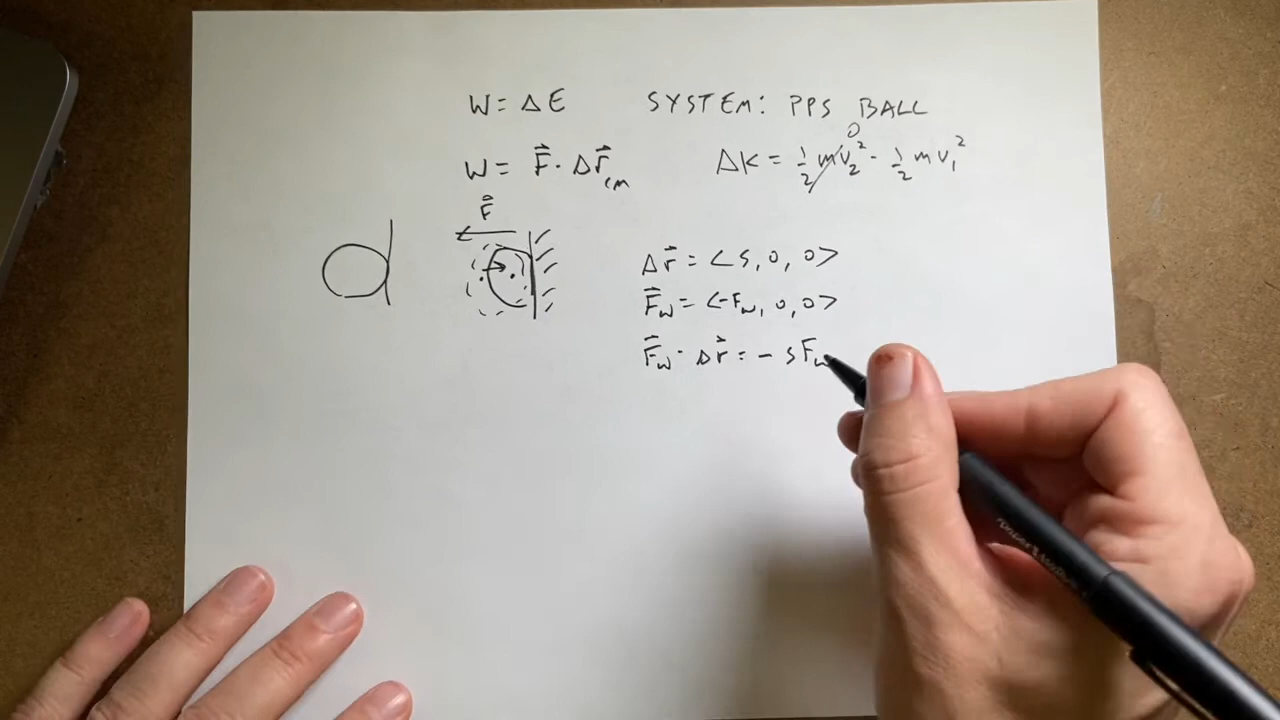 W = ΔE SYSTEM: PPS BALL
W = F⃗ · Δr⃗cm ΔK = ½mv₂² - ½mv₁² 0
F⃗
Δr⃗ = <s, 0, 0>
F⃗w = <-Fw, 0, 0>
F⃗w · Δr⃗ = - sFw